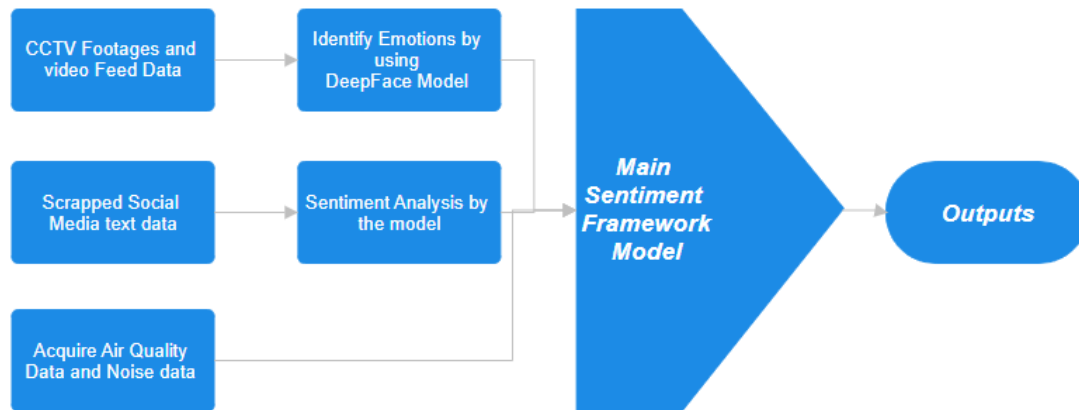 CCTV Footages and
video Feed Data
Identify Emotions by
using
DeepFace Model
Scrapped Social
Media text data
Sentiment Analysis by
the model
Acquire Air Quality
Data and Noise data
Main
Sentiment
Framework
Model
Outputs